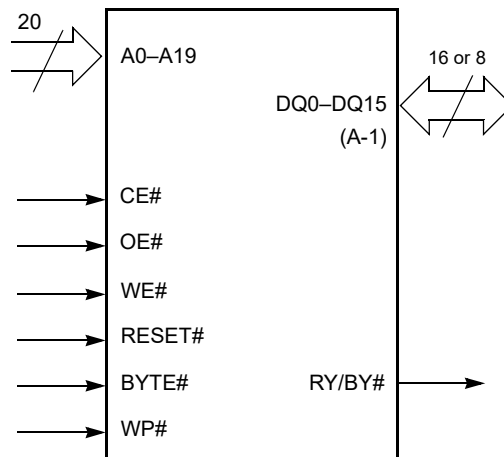 20
A0–A19
16 or 8
DQ0–DQ15
(A-1)
CE#
OE#
WE#
RESET#
BYTE#
RY/BY#
WP#